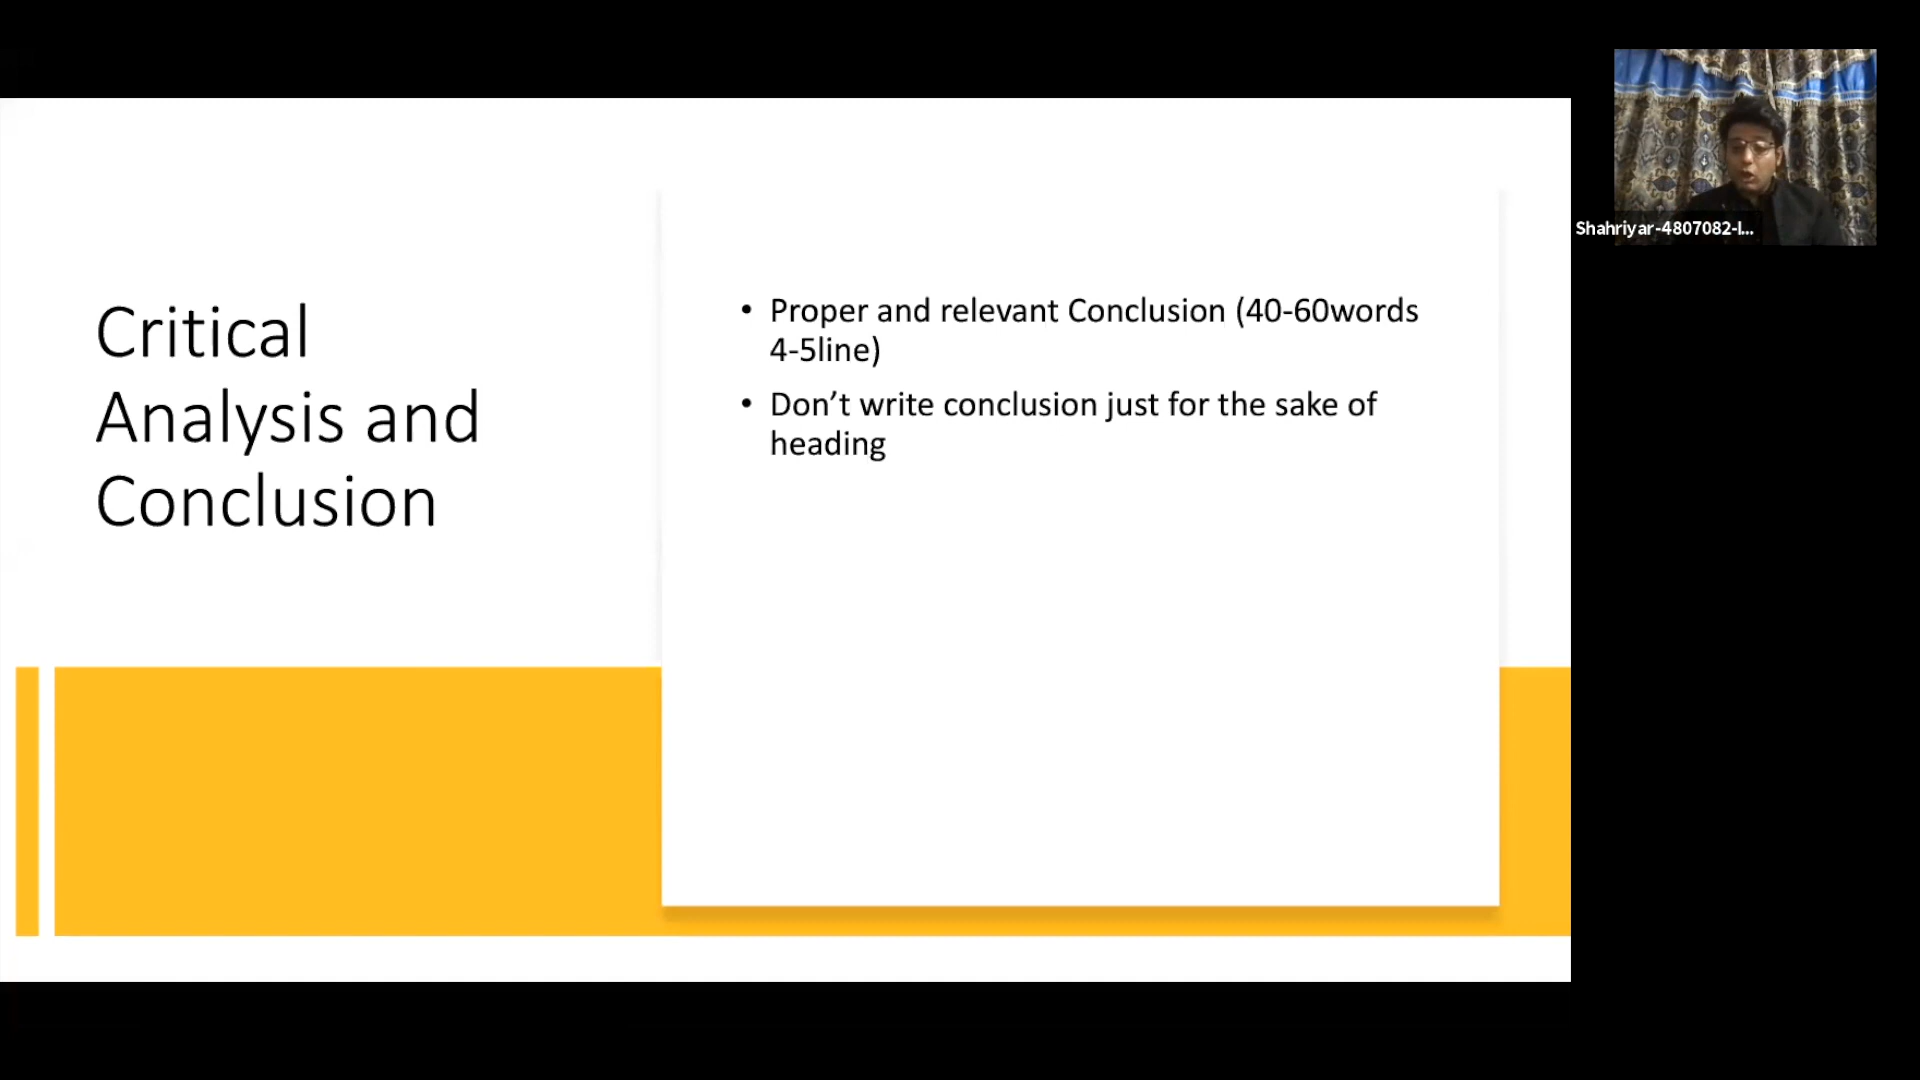 Critical
Analysis and
Conclusion
• Proper and relevant Conclusion (40-60words
4-5line)
• Don’t write conclusion just for the sake of
heading
Shahriyar-4807082-I...